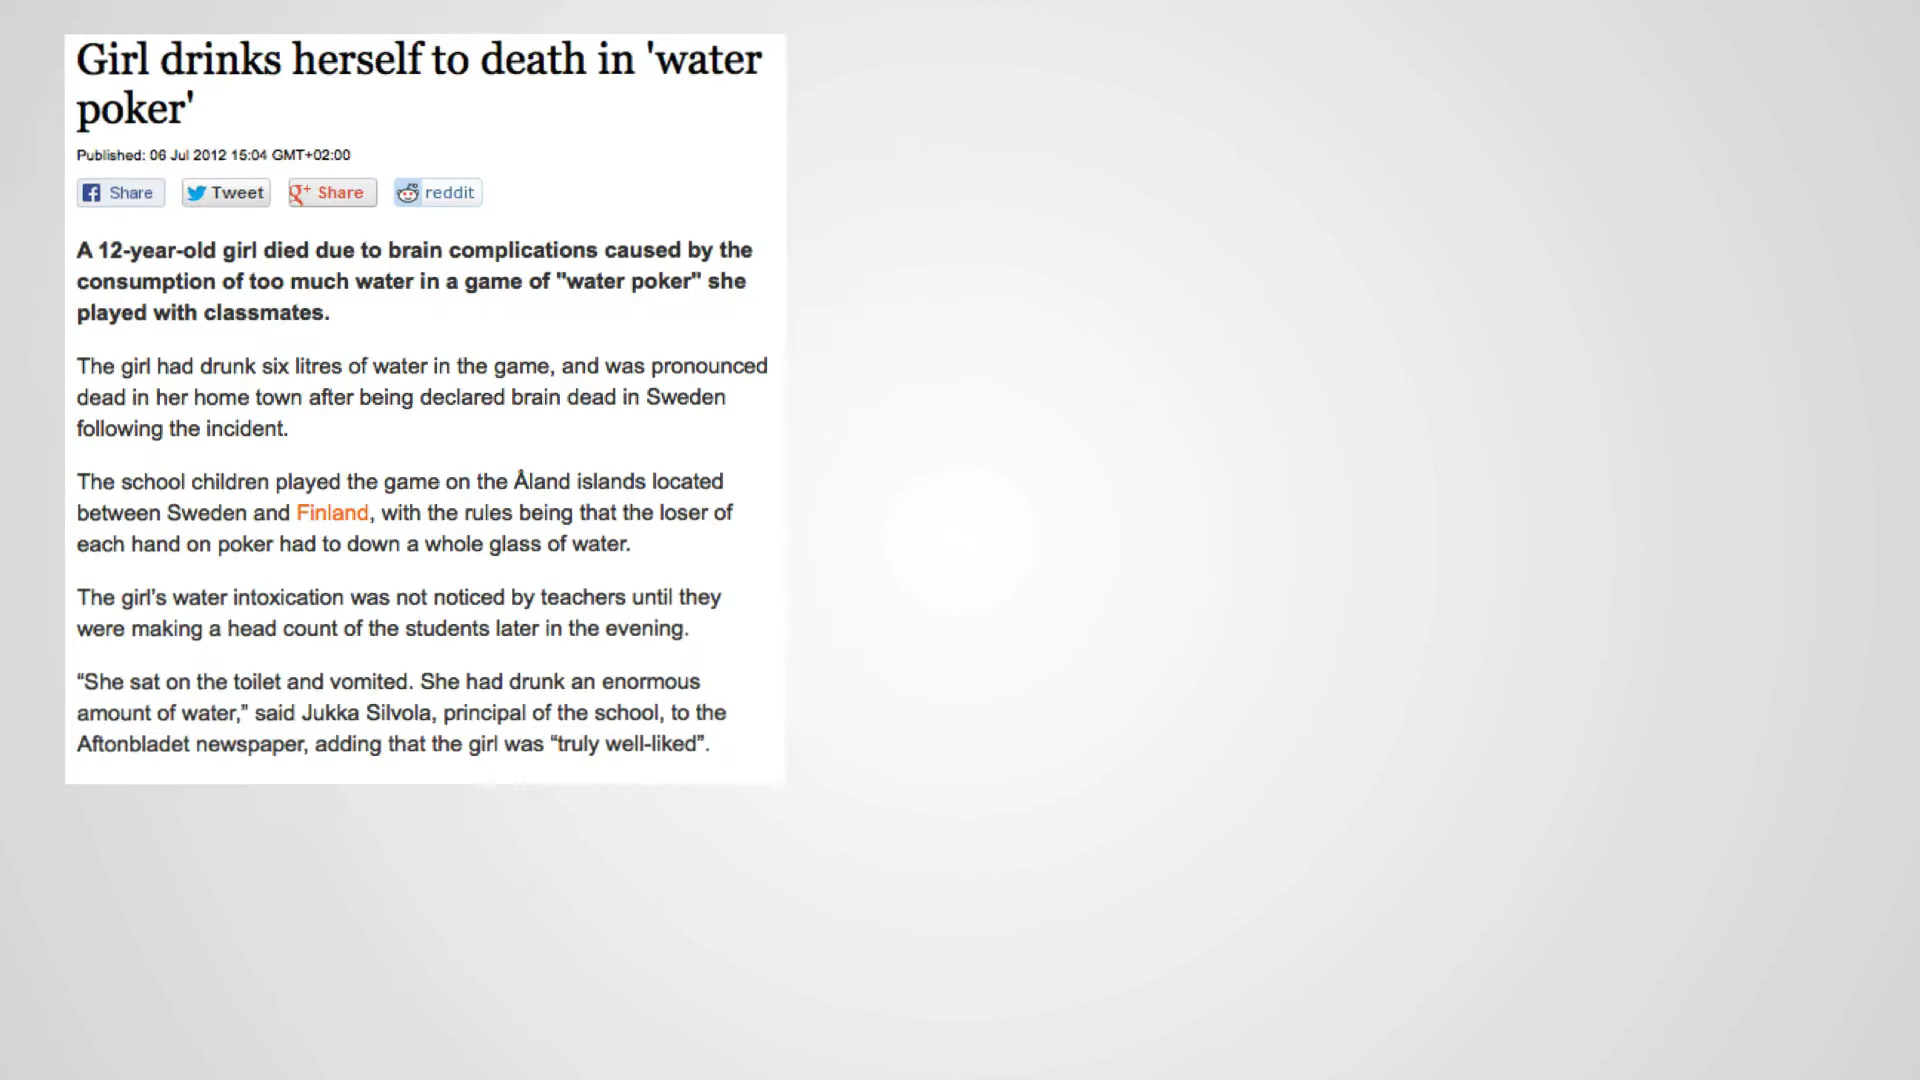 Girl drinks herself to death in 'water
poker'
Published: 06 Jul 2012 15:04 GMT+02:00
Share Tweet Share reddit
A 12-year-old girl died due to brain complications caused by the
consumption of too much water in a game of "water poker" she
played with classmates.
The girl had drunk six litres of water in the game, and was pronounced
dead in her home town after being declared brain dead in Sweden
following the incident.
The school children played the game on the Åland islands located
between Sweden and Finland, with the rules being that the loser of
each hand on poker had to down a whole glass of water.
The girl’s water intoxication was not noticed by teachers until they
were making a head count of the students later in the evening.
“She sat on the toilet and vomited. She had drunk an enormous
amount of water,” said Jukka Silvola, principal of the school, to the
Aftonbladet newspaper, adding that the girl was “truly well-liked”.